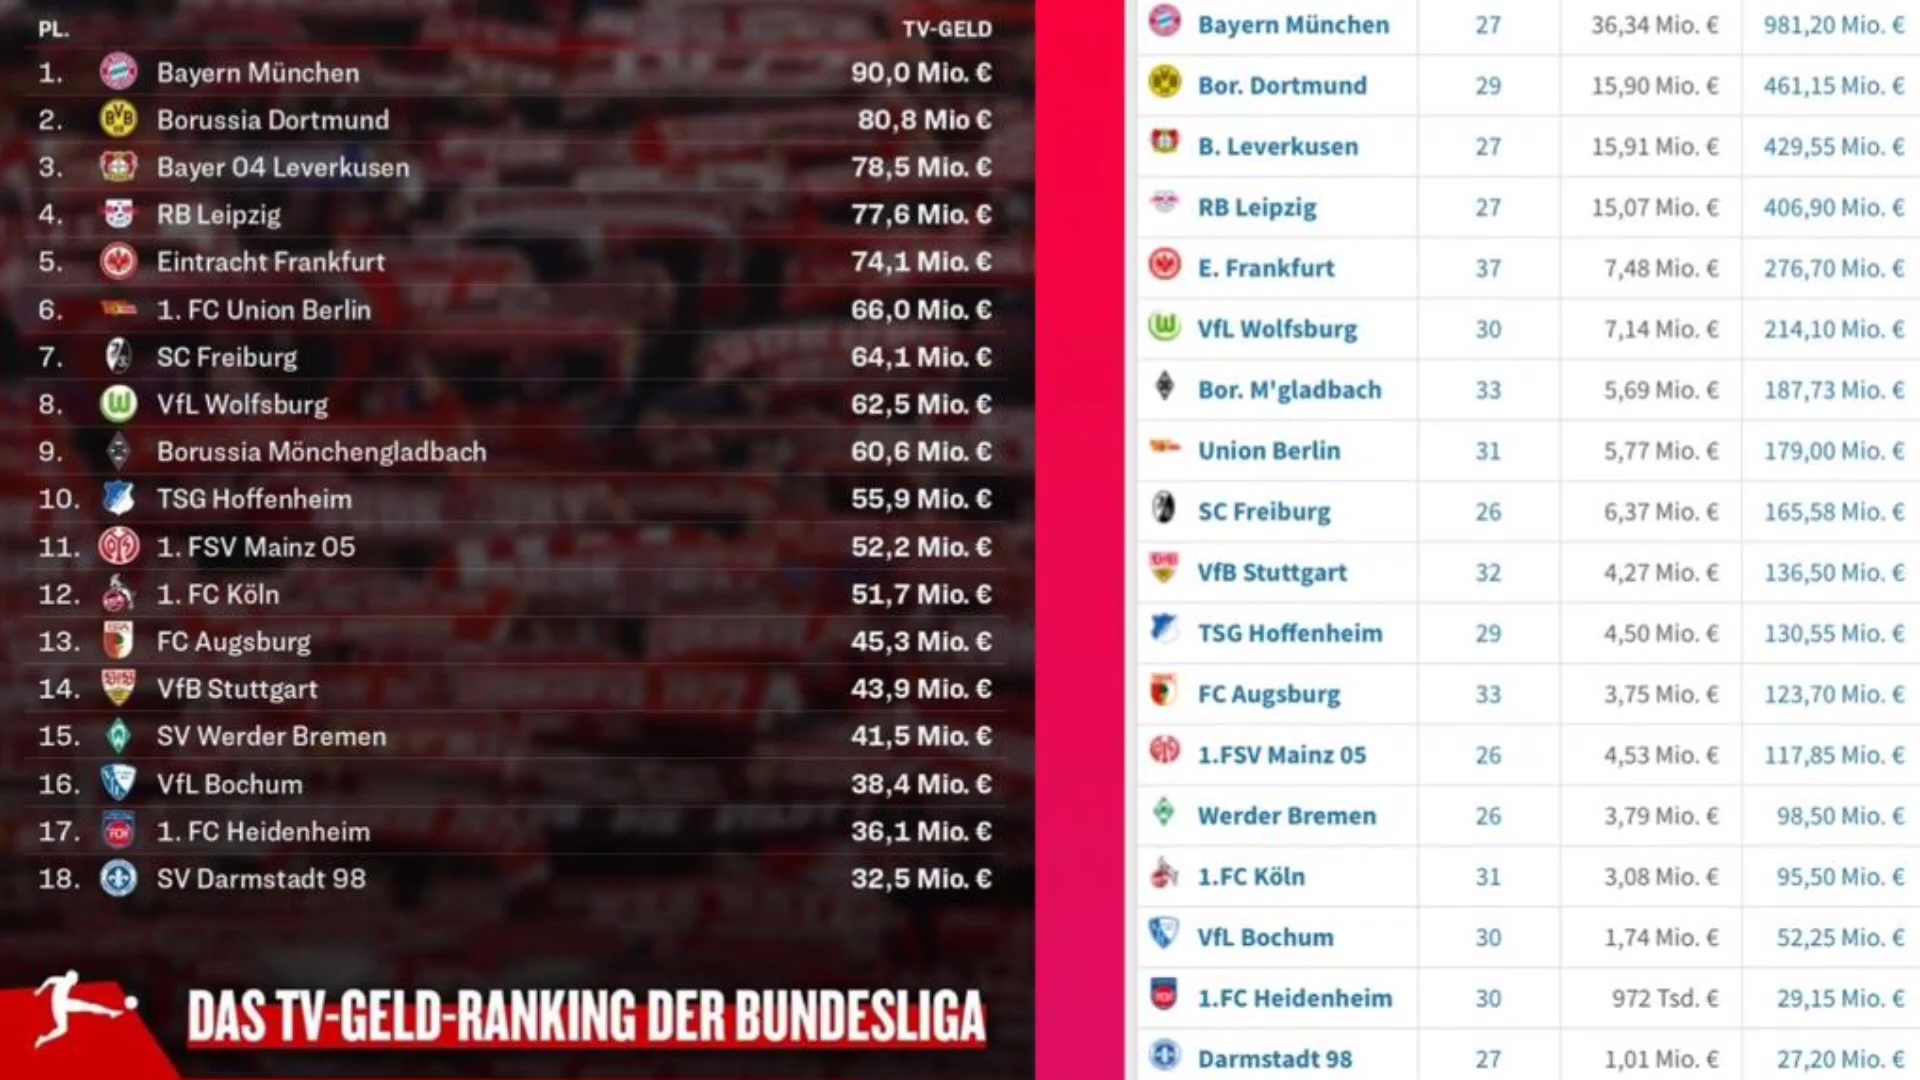 PL. TV-GELD
1. Bayern München 90,0 Mio. €
2. Borussia Dortmund 80,8 Mio €
3. Bayer 04 Leverkusen 78,5 Mio. €
4. RB Leipzig 77,6 Mio. €
5. Eintracht Frankfurt 74,1 Mio. €
6. 1. FC Union Berlin 66,0 Mio. €
7. SC Freiburg 64,1 Mio. €
8. VfL Wolfsburg 62,5 Mio. €
9. Borussia Mönchengladbach 60,6 Mio. €
10. TSG Hoffenheim 55,9 Mio. €
11. 1. FSV Mainz 05 52,2 Mio. €
12. 1. FC Köln 51,7 Mio. €
13. FC Augsburg 45,3 Mio. €
14. VfB Stuttgart 43,9 Mio. €
15. SV Werder Bremen 41,5 Mio. €
16. VfL Bochum 38,4 Mio. €
17. 1. FC Heidenheim 36,1 Mio. €
18. SV Darmstadt 98 32,5 Mio. €
DAS TV-GELD-RANKING DER BUNDESLIGA
Bayern München 27 36,34 Mio. € 981,20 Mio. €
Bor. Dortmund 29 15,90 Mio. € 461,15 Mio. €
B. Leverkusen 27 15,91 Mio. € 429,55 Mio. €
RB Leipzig 27 15,07 Mio. € 406,90 Mio. €
E. Frankfurt 37 7,48 Mio. € 276,70 Mio. €
VfL Wolfsburg 30 7,14 Mio. € 214,10 Mio. €
Bor. M'gladbach 33 5,69 Mio. € 187,73 Mio. €
Union Berlin 31 5,77 Mio. € 179,00 Mio. €
SC Freiburg 26 6,37 Mio. € 165,58 Mio. €
VfB Stuttgart 32 4,27 Mio. € 136,50 Mio. €
TSG Hoffenheim 29 4,50 Mio. € 130,55 Mio. €
FC Augsburg 33 3,75 Mio. € 123,70 Mio. €
1.FSV Mainz 05 26 4,53 Mio. € 117,85 Mio. €
Werder Bremen 26 3,79 Mio. € 98,50 Mio. €
1.FC Köln 31 3,08 Mio. € 95,50 Mio. €
VfL Bochum 30 1,74 Mio. € 52,25 Mio. €
1.FC Heidenheim 30 972 Tsd. € 29,15 Mio. €
Darmstadt 98 27 1,01 Mio. € 27,20 Mio. €